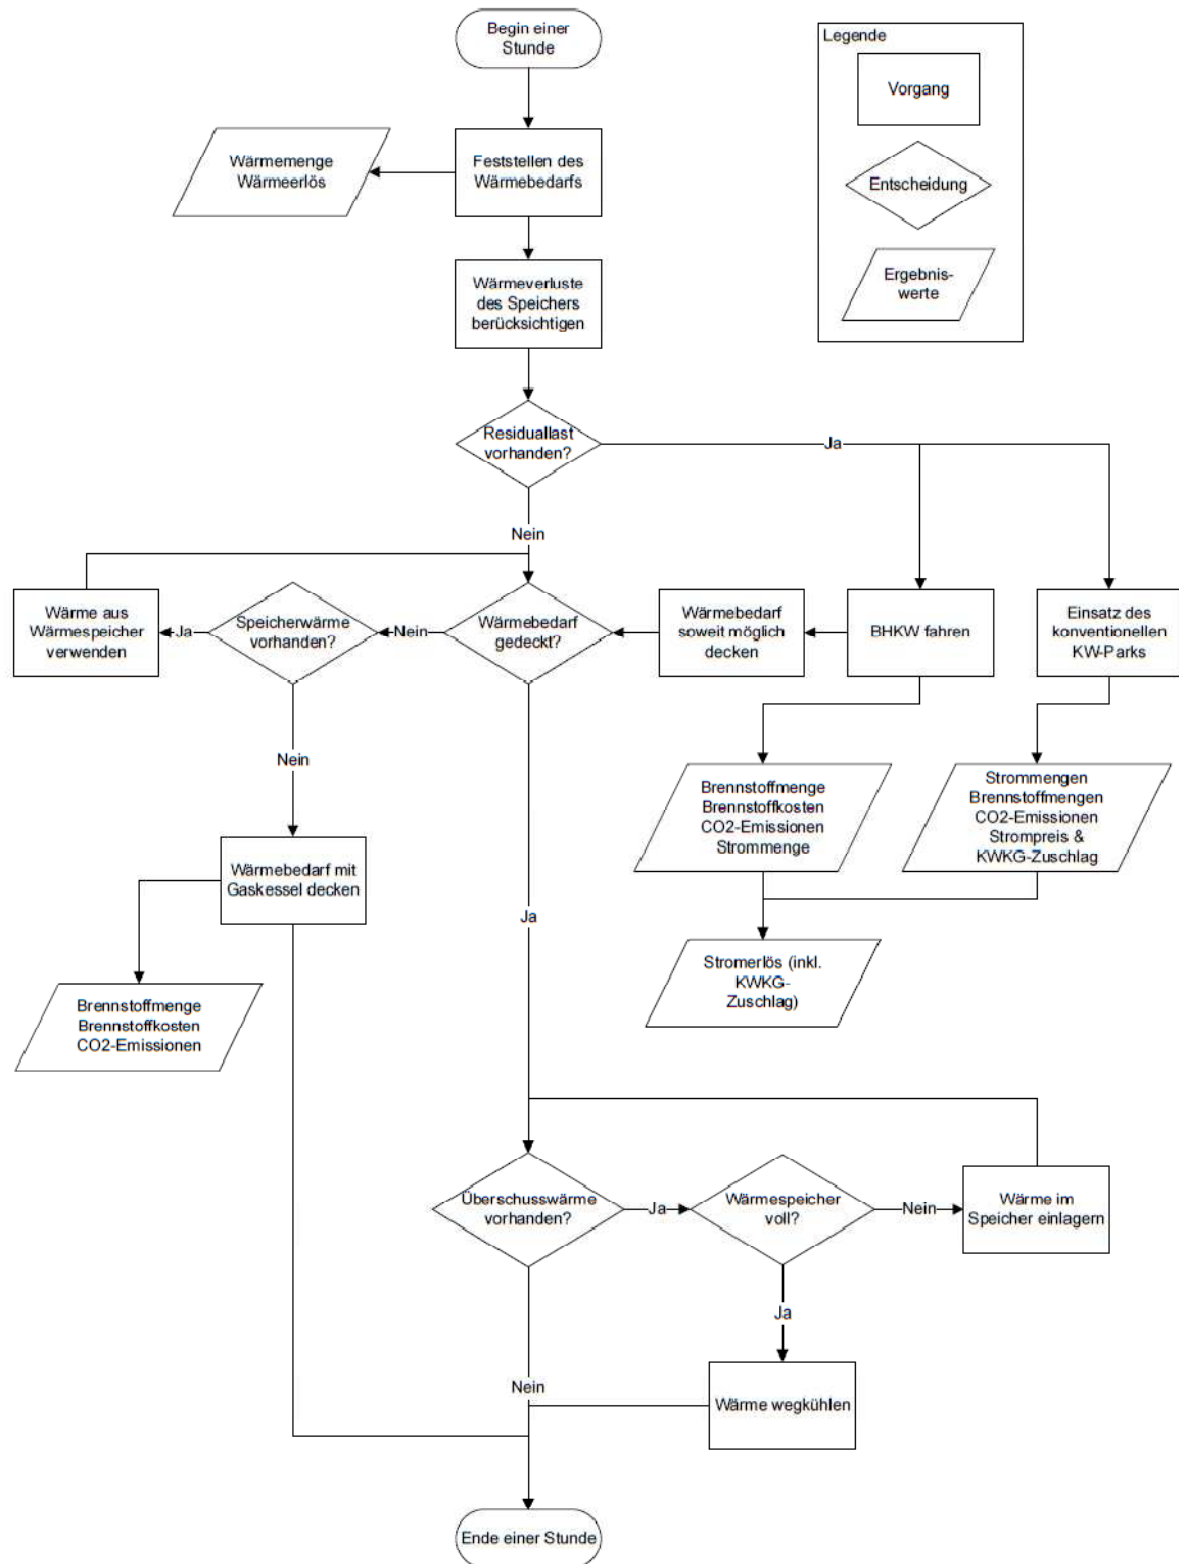 Begin einer
Stunde
Legende
Vorgang
Entscheidung
Ergebnis-
werte
Wärmemenge
Wärmeerlös
Feststellen des
Wärmebedarfs
Wärmeverluste
des Speichers
berücksichtigen
Residuallast
vorhanden?
Ja
Nein
Wärme aus
Wärmespeicher
verwenden
Ja
Speicherwärme
vorhanden?
Nein
Wärmebedarf
gedeckt?
Wärmebedarf
soweit möglich
decken
BHKW fahren
Einsatz des
konventionellen
KW-Parks
Nein
Brennstoffmenge
Brennstoffkosten
CO2-Emissionen
Strommenge
Strommengen
Brennstoffmengen
CO2-Emissionen
Strompreis &
KWKG-Zuschlag
Wärmebedarf mit
Gaskessel decken
Ja
Stromerlös (inkl.
KWKG-
Zuschlag)
Brennstoffmenge
Brennstoffkosten
CO2-Emissionen
Überschusswärme
vorhanden?
Ja
Wärmespeicher
voll?
Nein
Wärme im
Speicher einlagern
Ja
Nein
Wärme wegkühlen
Ende einer Stunde